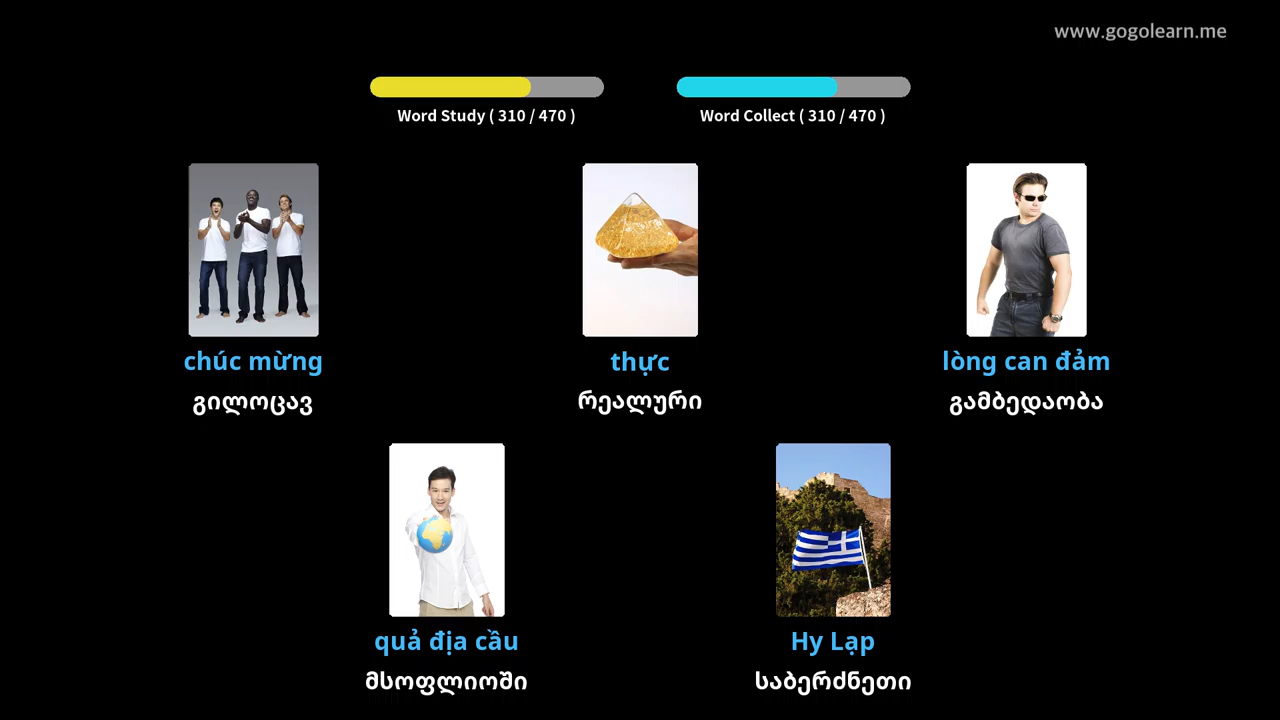 www.gogolearn.me
Word Study ( 310 / 470 )
Word Collect ( 310 / 470 )
chúc mừng
გილოცავ
thực
რეალური
lòng can đảm
გამბედაობა
quả địa cầu
მსოფლიოში
Hy Lạp
საბერძნეთი